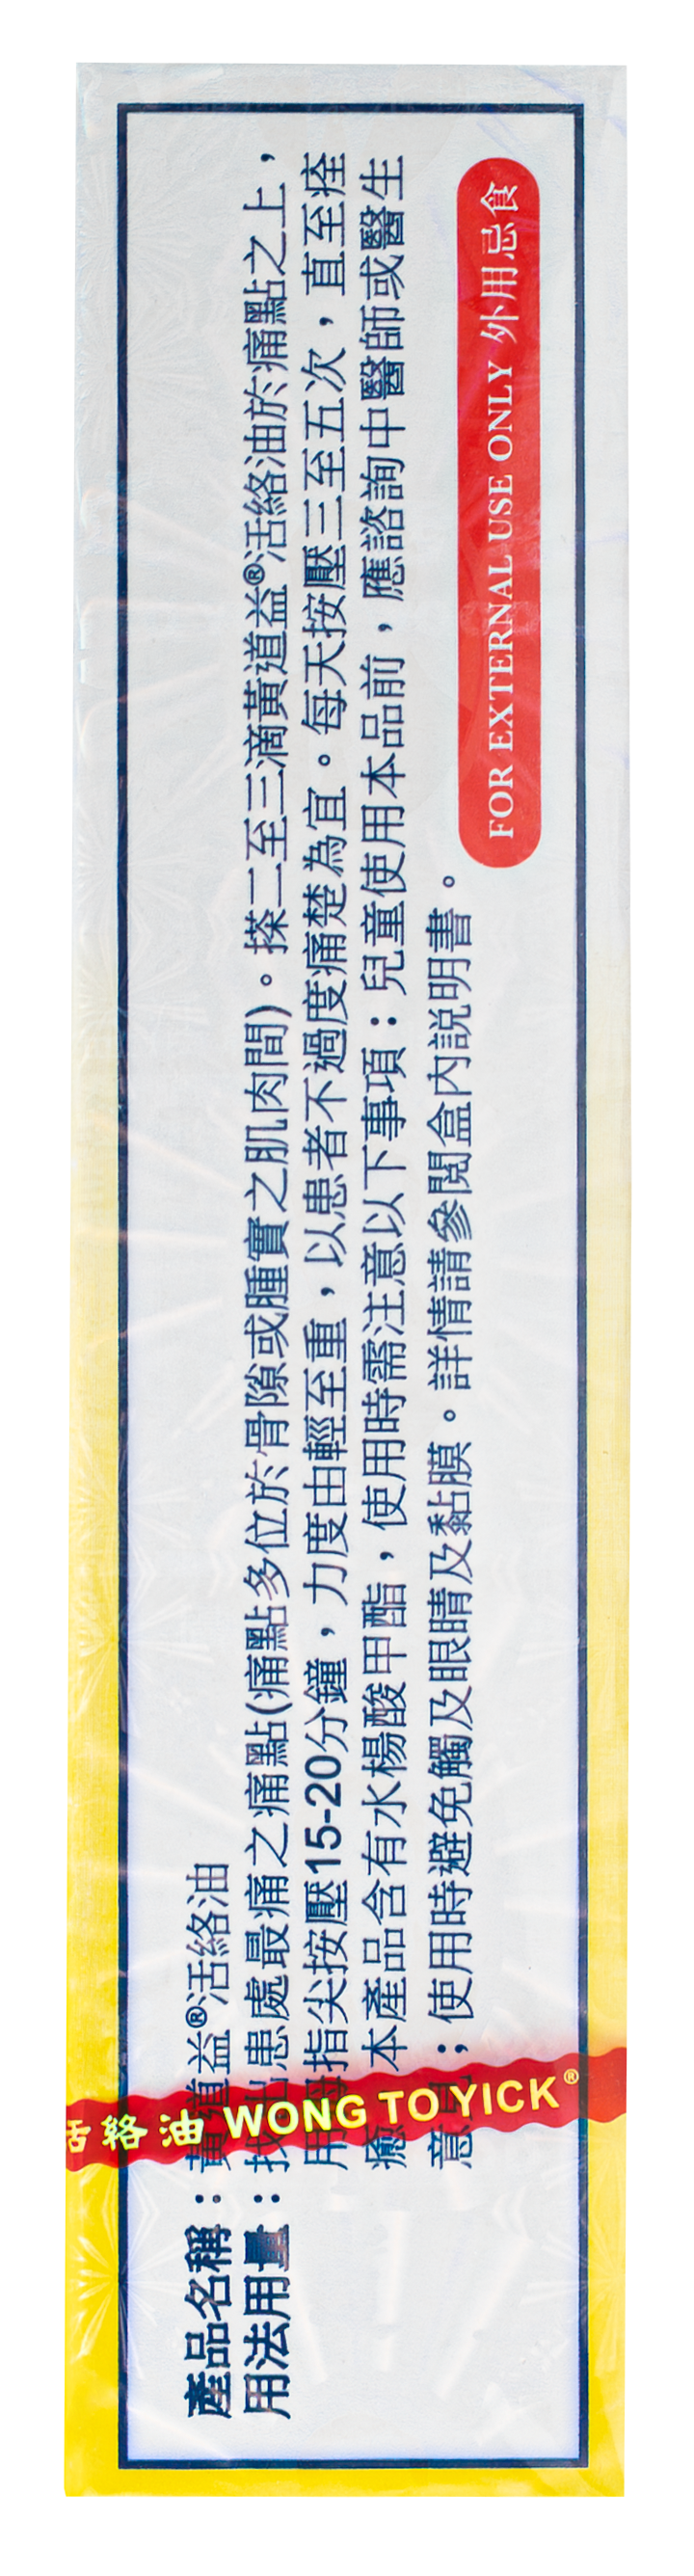 產品名稱：黃道益®活絡油
用法用量：找出患處最痛之痛點(痛點多位於骨隙或腫實之肌肉間)。搽二至三滴黃道益®活絡油於痛點之上，
用拇指尖按壓15-20分鐘，力度由輕至重，以患者不過度痛楚為宜。每天按壓三至五次，直至痊
癒。本產品含有水楊酸甲酯，使用時需注意以下事項：兒童使用本品前，應諮詢中醫師或醫生
意見；使用時避免觸及眼睛及黏膜。詳情請參閲盒內説明書。
FOR EXTERNAL USE ONLY 外用忌食
活絡油 WONG TO YICK®